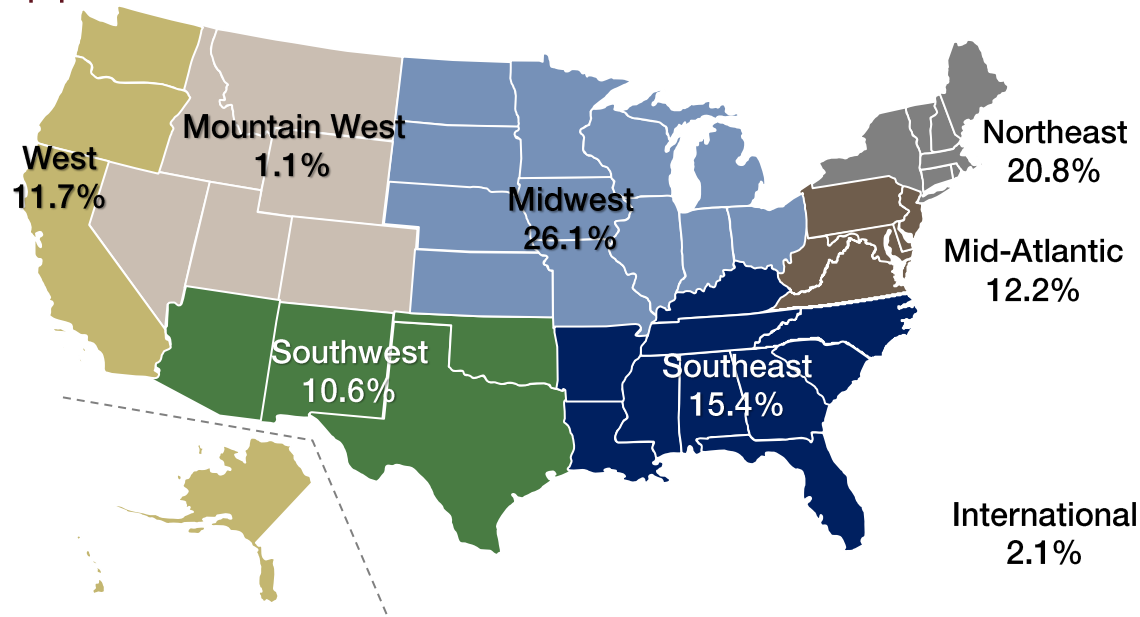 Mountain West
1.1%
West
11.7%
Midwest
26.1%
Northeast
20.8%
Mid-Atlantic
12.2%
Southwest
10.6%
Southeast
15.4%
International
2.1%